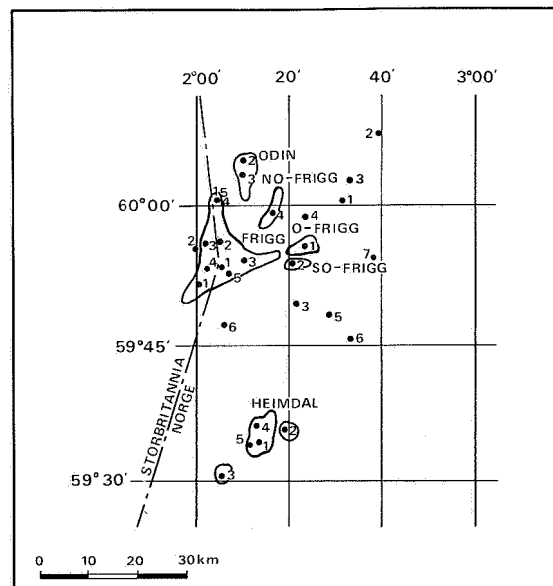 2°00' 20' 40' 3°00'
2
2 ODIN
3 NO-FRIGG 3
15
4 1
60°00'
4 4
FRIGG O-FRIGG
2 3 2 1
7
4 1 3 2 SO-FRIGG
5
1
3
5
6
6
59°45'
STORBRITANNIA
NORGE
HEIMDAL
4 2
5 1
3
59°30'
0 10 20 30 km